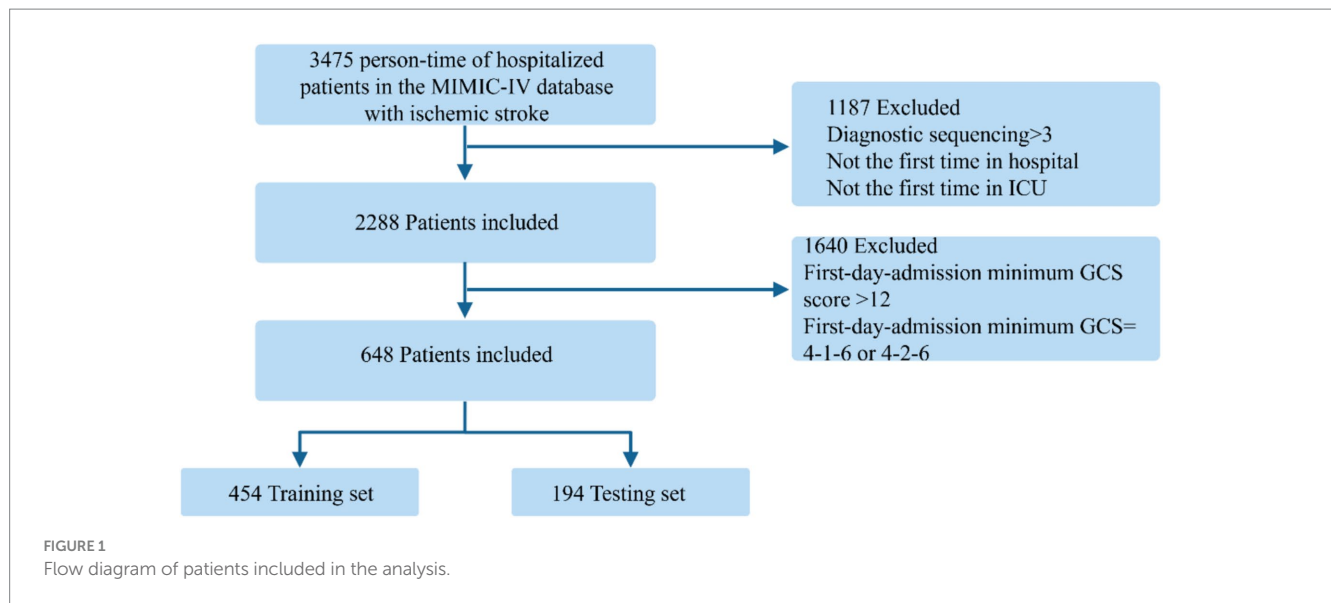 3475 person-time of hospitalized
patients in the MIMIC-IV database
with ischemic stroke
1187 Excluded
Diagnostic sequencing>3
Not the first time in hospital
Not the first time in ICU
2288 Patients included
1640 Excluded
First-day-admission minimum GCS
score >12
First-day-admission minimum GCS=
4-1-6 or 4-2-6
648 Patients included
454 Training set
194 Testing set
FIGURE 1
Flow diagram of patients included in the analysis.